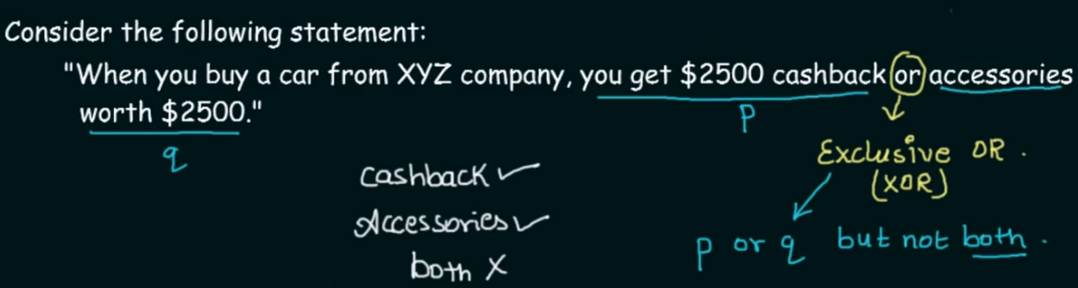 Consider the following statement:
"When you buy a car from XYZ company, you get $2500 cashback or accessories
worth $2500."
p
q
Exclusive OR.
(XOR)
cashback ✓
Accessories ✓
both X
p or q but not both.